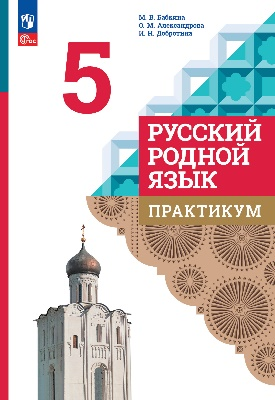 М. В. Бабкина
О. М. Александрова
И. Н. Добротина
5
РУССКИЙ
РОДНОЙ
ЯЗЫК
ПРАКТИКУМ